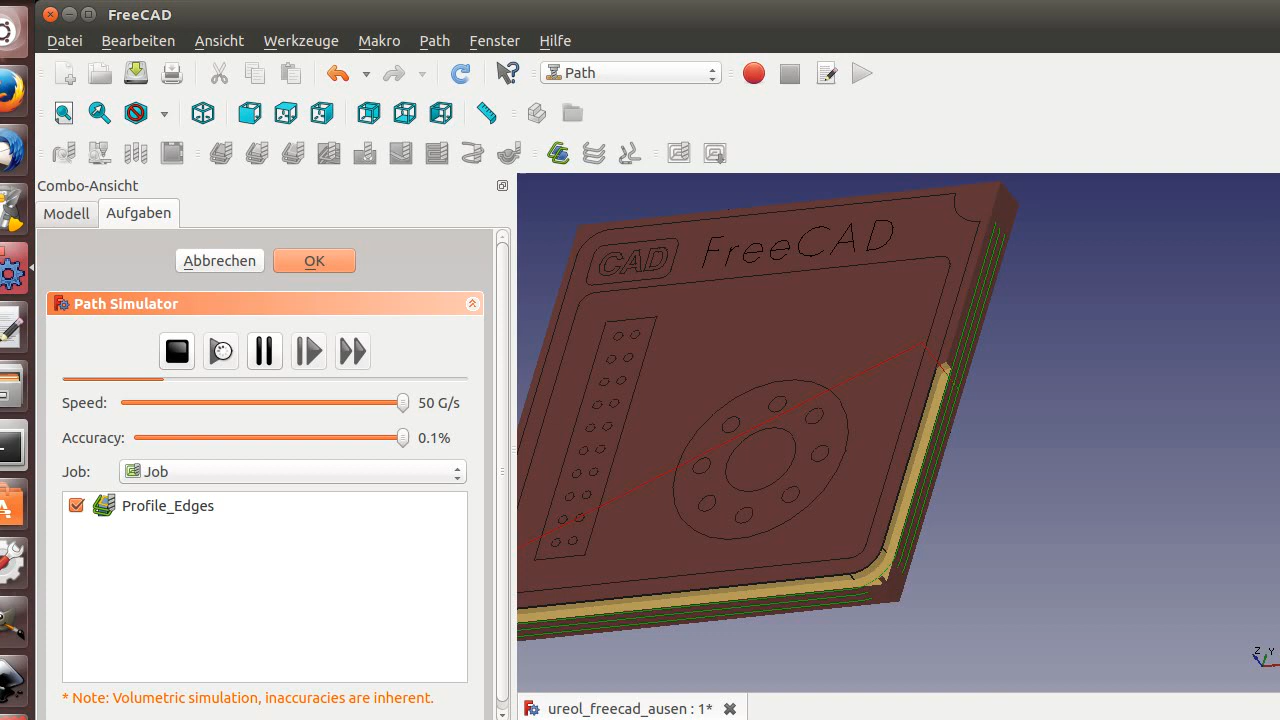 FreeCAD
Datei Bearbeiten Ansicht Werkzeuge Makro Path Fenster Hilfe
Path
Combo-Ansicht
Modell Aufgaben
Abbrechen OK
Path Simulator
Speed: 50 G/s
Accuracy: 0.1%
Job: Job
Profile_Edges
* Note: Volumetric simulation, inaccuracies are inherent.
CAD FreeCAD
Z Y
ureol_freecad_ausen : 1*